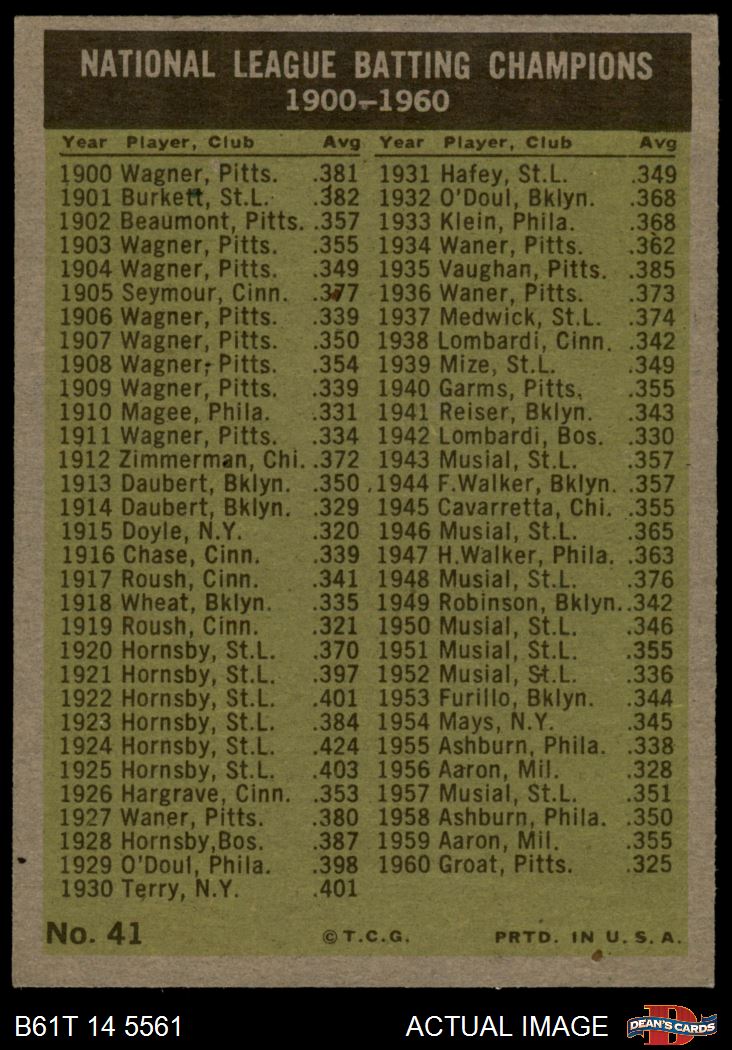 NATIONAL LEAGUE BATTING CHAMPIONS
1900–1960
Year Player, Club Avg
1900 Wagner, Pitts. .381
1901 Burkett, St.L. .382
1902 Beaumont, Pitts. .357
1903 Wagner, Pitts. .355
1904 Wagner, Pitts. .349
1905 Seymour, Cinn. .377
1906 Wagner, Pitts. .339
1907 Wagner, Pitts. .350
1908 Wagner, Pitts. .354
1909 Wagner, Pitts. .339
1910 Magee, Phila. .331
1911 Wagner, Pitts. .334
1912 Zimmerman, Chi. .372
1913 Daubert, Bklyn. .350
1914 Daubert, Bklyn. .329
1915 Doyle, N.Y. .320
1916 Chase, Cinn. .339
1917 Roush, Cinn. .341
1918 Wheat, Bklyn. .335
1919 Roush, Cinn. .321
1920 Hornsby, St.L. .370
1921 Hornsby, St.L. .397
1922 Hornsby, St.L. .401
1923 Hornsby, St.L. .384
1924 Hornsby, St.L. .424
1925 Hornsby, St.L. .403
1926 Hargrave, Cinn. .353
1927 Waner, Pitts. .380
1928 Hornsby,Bos. .387
1929 O'Doul, Phila. .398
1930 Terry, N.Y. .401
Year Player, Club Avg
1931 Hafey, St.L. .349
1932 O'Doul, Bklyn. .368
1933 Klein, Phila. .368
1934 Waner, Pitts. .362
1935 Vaughan, Pitts. .385
1936 Waner, Pitts. .373
1937 Medwick, St.L. .374
1938 Lombardi, Cinn. .342
1939 Mize, St.L. .349
1940 Garms, Pitts. .355
1941 Reiser, Bklyn. .343
1942 Lombardi, Bos. .330
1943 Musial, St.L. .357
1944 F.Walker, Bklyn. .357
1945 Cavarretta, Chi. .355
1946 Musial, St.L. .365
1947 H.Walker, Phila. .363
1948 Musial, St.L. .376
1949 Robinson, Bklyn. .342
1950 Musial, St.L. .346
1951 Musial, St.L. .355
1952 Musial, St.L. .336
1953 Furillo, Bklyn. .344
1954 Mays, N.Y. .345
1955 Ashburn, Phila. .338
1956 Aaron, Mil. .328
1957 Musial, St.L. .351
1958 Ashburn, Phila. .350
1959 Aaron, Mil. .355
1960 Groat, Pitts. .325
No. 41 © T.C.G. PRTD. IN U.S.A.
B61T 14 5561 ACTUAL IMAGE DEAN'S CARDS